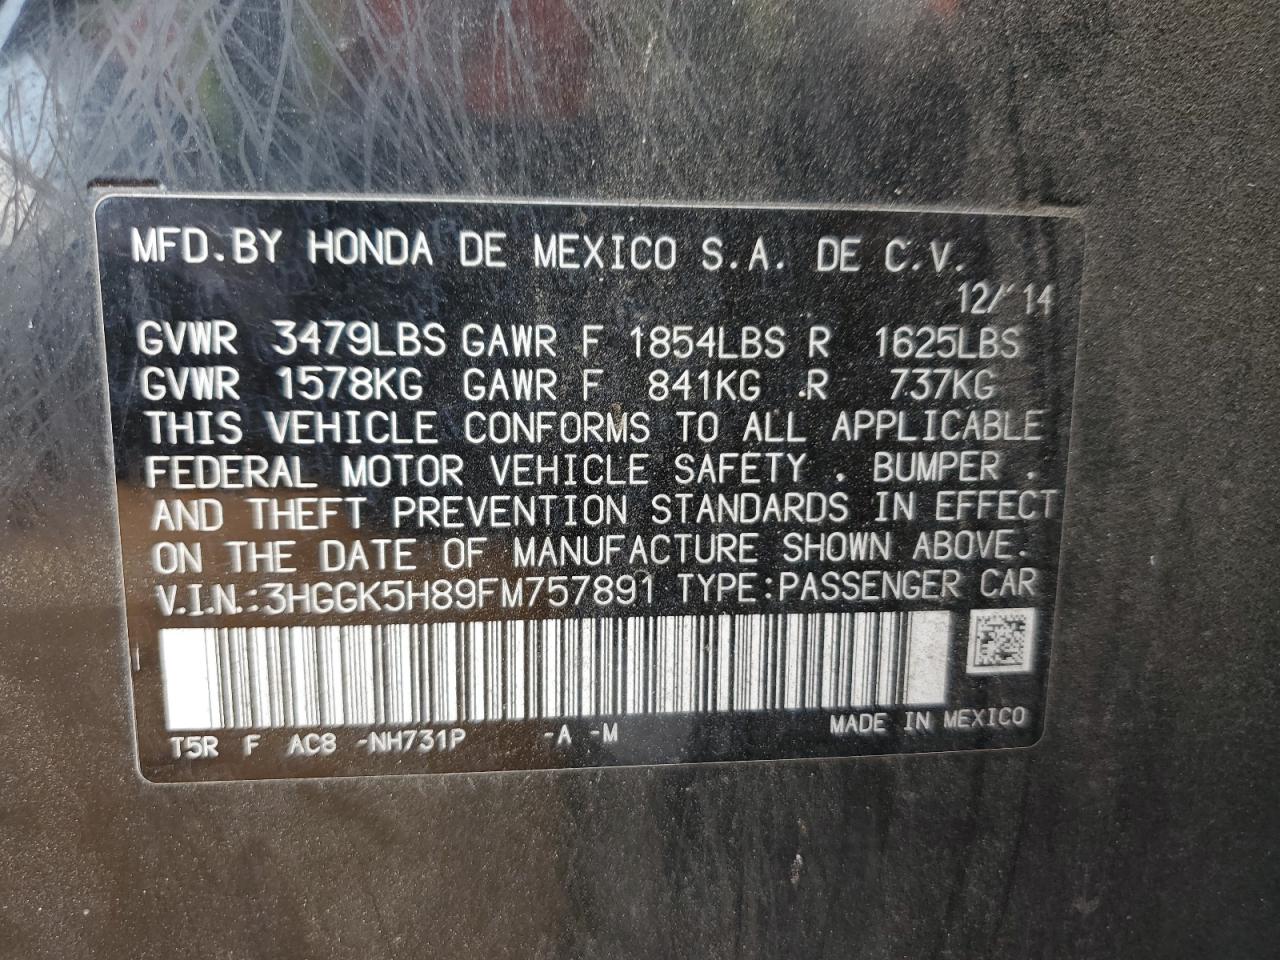 MFD.BY HONDA DE MEXICO S.A. DE C.V.
12/'14
GVWR 3479LBS GAWR F 1854LBS R 1625LBS
GVWR 1578KG GAWR F 841KG R 737KG
THIS VEHICLE CONFORMS TO ALL APPLICABLE
FEDERAL MOTOR VEHICLE SAFETY , BUMPER ,
AND THEFT PREVENTION STANDARDS IN EFFECT
ON THE DATE OF MANUFACTURE SHOWN ABOVE.
V.I.N.:3HGGK5H89FM757891 TYPE:PASSENGER CAR
MADE IN MEXICO
T5R F AC8 -NH731P -A -M